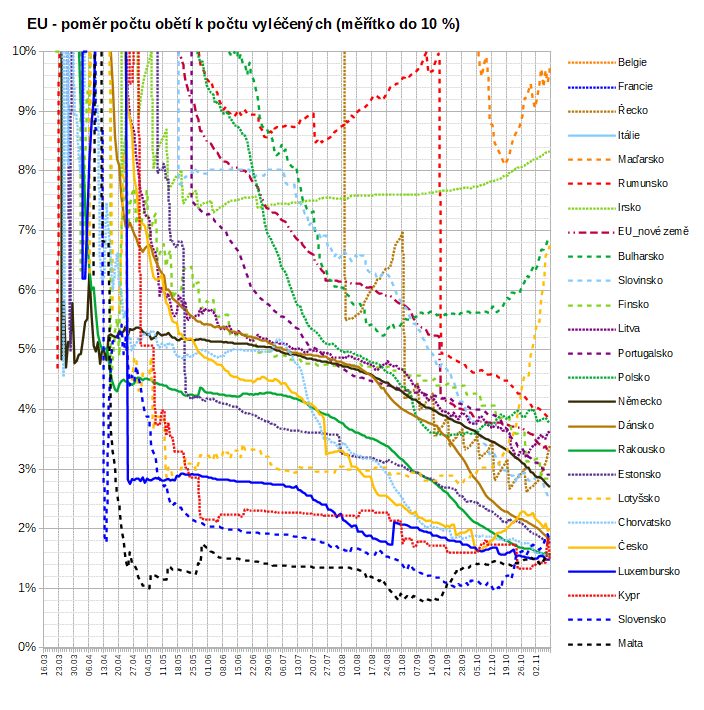 EU - poměr počtu obětí k počtu vyléčených (měřítko do 10 %)
10%
9%
8%
7%
6%
5%
4%
3%
2%
1%
0%
16.03
23.03
30.03
06.04
13.04
20.04
27.04
04.05
11.05
18.05
25.05
01.06
08.06
15.06
22.06
29.06
06.07
13.07
20.07
27.07
03.08
10.08
17.08
24.08
31.08
07.09
14.09
21.09
28.09
05.10
12.10
19.10
26.10
02.11
Belgie
Francie
Řecko
Itálie
Maďarsko
Rumunsko
Irsko
EU_nové země
Bulharsko
Slovinsko
Finsko
Litva
Portugalsko
Polsko
Německo
Dánsko
Rakousko
Estonsko
Lotyšsko
Chorvatsko
Česko
Luxembursko
Kypr
Slovensko
Malta